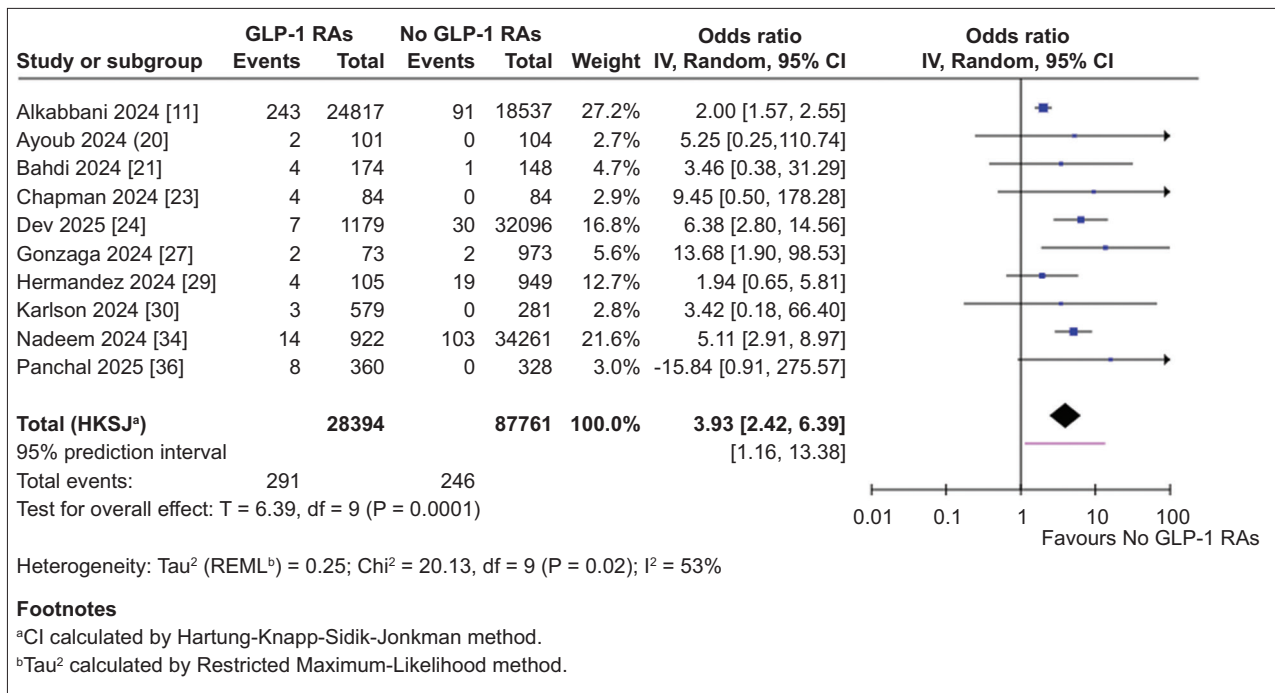 GLP-1 RAs No GLP-1 RAs Odds ratio Odds ratio
Study or subgroup Events Total Events Total Weight IV, Random, 95% CI IV, Random, 95% CI
Alkabbani 2024 [11] 243 24817 91 18537 27.2% 2.00 [1.57, 2.55]
Ayoub 2024 (20) 2 101 0 104 2.7% 5.25 [0.25,110.74]
Bahdi 2024 [21] 4 174 1 148 4.7% 3.46 [0.38, 31.29]
Chapman 2024 [23] 4 84 0 84 2.9% 9.45 [0.50, 178.28]
Dev 2025 [24] 7 1179 30 32096 16.8% 6.38 [2.80, 14.56]
Gonzaga 2024 [27] 2 73 2 973 5.6% 13.68 [1.90, 98.53]
Hermandez 2024 [29] 4 105 19 949 12.7% 1.94 [0.65, 5.81]
Karlson 2024 [30] 3 579 0 281 2.8% 3.42 [0.18, 66.40]
Nadeem 2024 [34] 14 922 103 34261 21.6% 5.11 [2.91, 8.97]
Panchal 2025 [36] 8 360 0 328 3.0% -15.84 [0.91, 275.57]
Total (HKSJᵃ) 28394 87761 100.0% 3.93 [2.42, 6.39]
95% prediction interval [1.16, 13.38]
Total events: 291 246
Test for overall effect: T = 6.39, df = 9 (P = 0.0001)
0.01 0.1 1 10 100
Favours No GLP-1 RAs
Heterogeneity: Tau² (REMLᵇ) = 0.25; Chi² = 20.13, df = 9 (P = 0.02); I² = 53%
Footnotes
ᵃCI calculated by Hartung-Knapp-Sidik-Jonkman method.
ᵇTau² calculated by Restricted Maximum-Likelihood method.